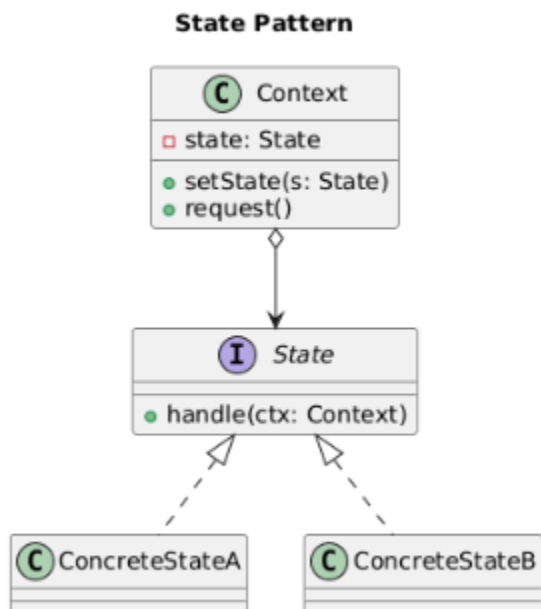 State Pattern
C Context
state: State
setState(s: State)
request()
I State
handle(ctx: Context)
C ConcreteStateA
C ConcreteStateB